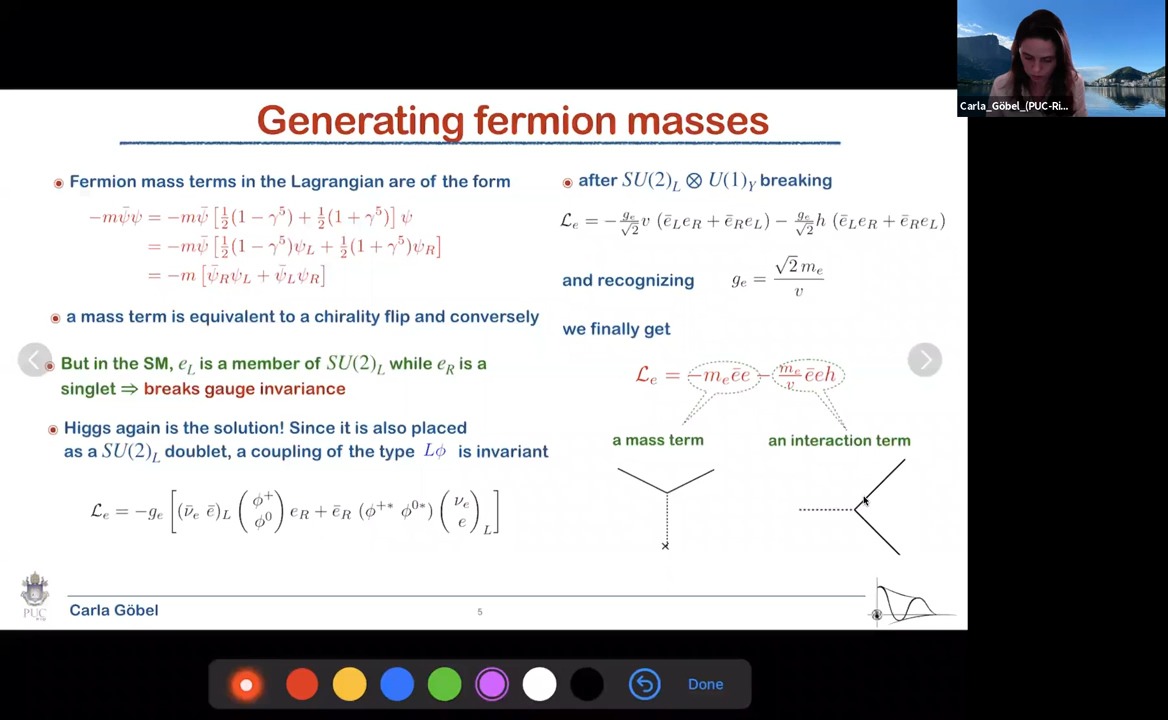 Carla_Göbel_(PUC-Ri...
Generating fermion masses
Fermion mass terms in the Lagrangian are of the form
−mψ̄ψ = −mψ̄ [½(1 − γ⁵) + ½(1 + γ⁵)] ψ
= −mψ̄ [½(1 − γ⁵)ψ_L + ½(1 + γ⁵)ψ_R]
= −m [ψ̄_Rψ_L + ψ̄_Lψ_R]
a mass term is equivalent to a chirality flip and conversely
But in the SM, e_L is a member of SU(2)_L while e_R is a
singlet ⇒ breaks gauge invariance
Higgs again is the solution! Since it is also placed
as a SU(2)_L doublet, a coupling of the type Lφ is invariant
ℒ_e = −g_e [(ν̄_e ē)_L (φ⁺ φ⁰) e_R + ē_R (φ⁺* φ⁰*) (ν_e e)_L]
after SU(2)_L ⊗ U(1)_Y breaking
ℒ_e = −g_e/√2 v (ē_Le_R + ē_Re_L) − g_e/√2 h (ē_Le_R + ē_Re_L)
and recognizing g_e = √2 m_e / v
we finally get
ℒ_e = −m_e ēe − m_e/v ēeh
a mass term an interaction term
PUC
Carla Göbel
5
Done